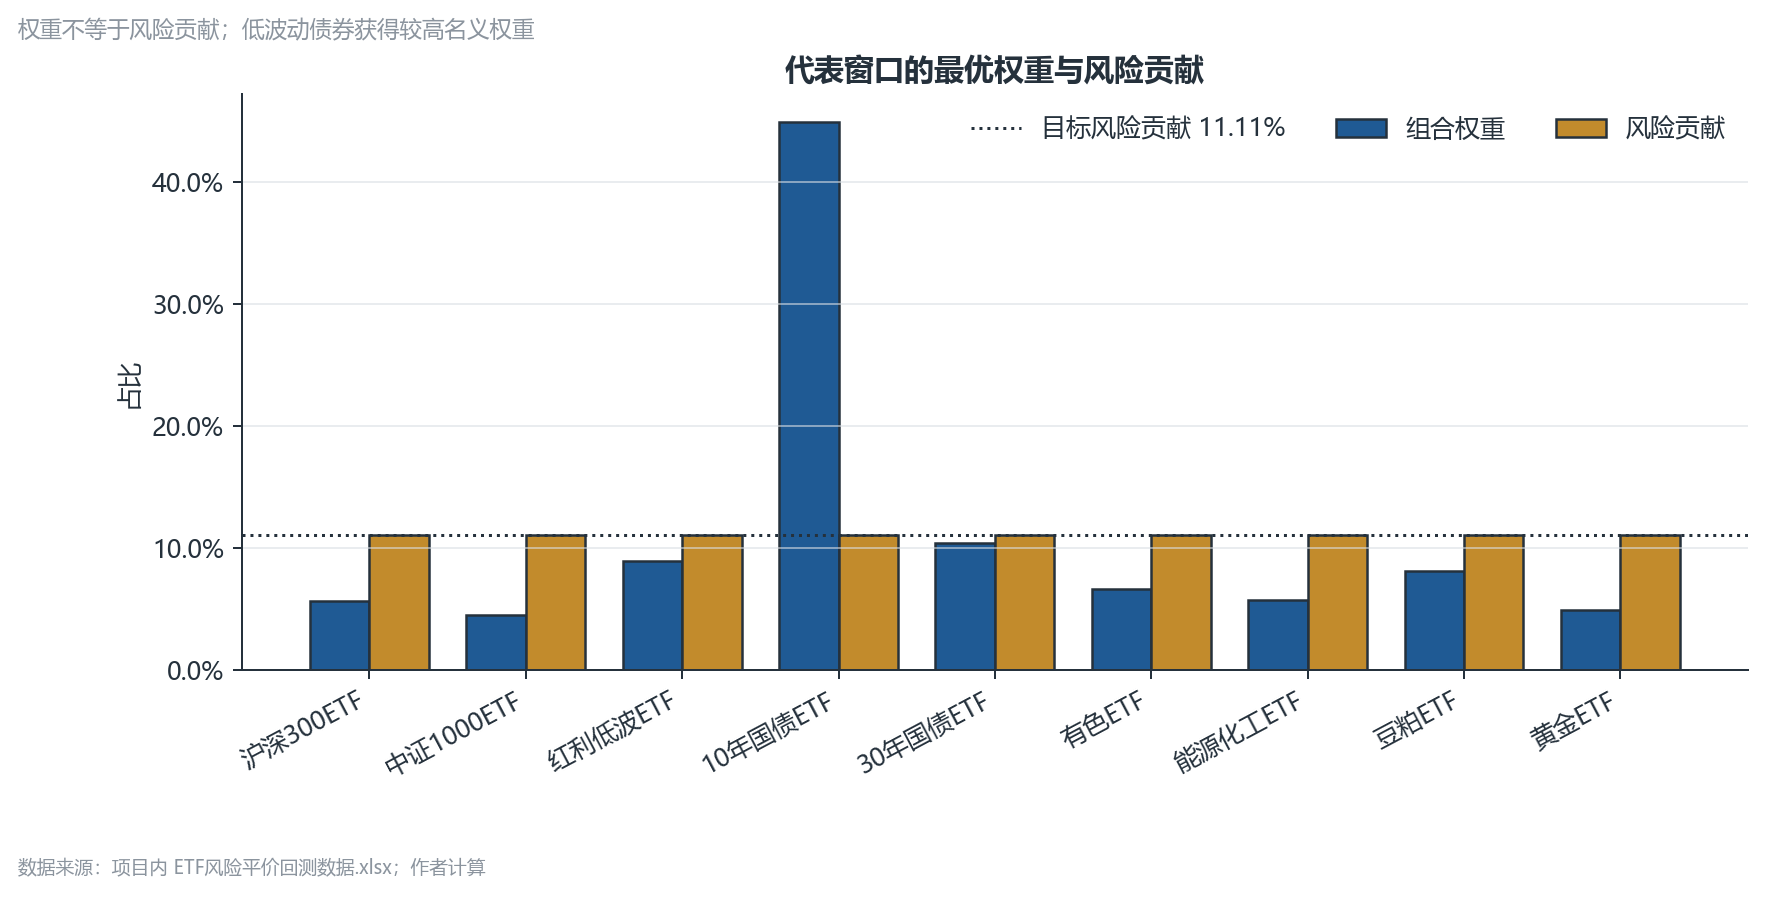 权重不等于风险贡献；低波动债券获得较高名义权重
代表窗口的最优权重与风险贡献
目标风险贡献 11.11%
组合权重
风险贡献
占比
40.0%
30.0%
20.0%
10.0%
0.0%
沪深300ETF
中证1000ETF
红利低波ETF
10年国债ETF
30年国债ETF
有色ETF
能源化工ETF
豆粕ETF
黄金ETF
数据来源：项目内 ETF风险平价回测数据.xlsx；作者计算